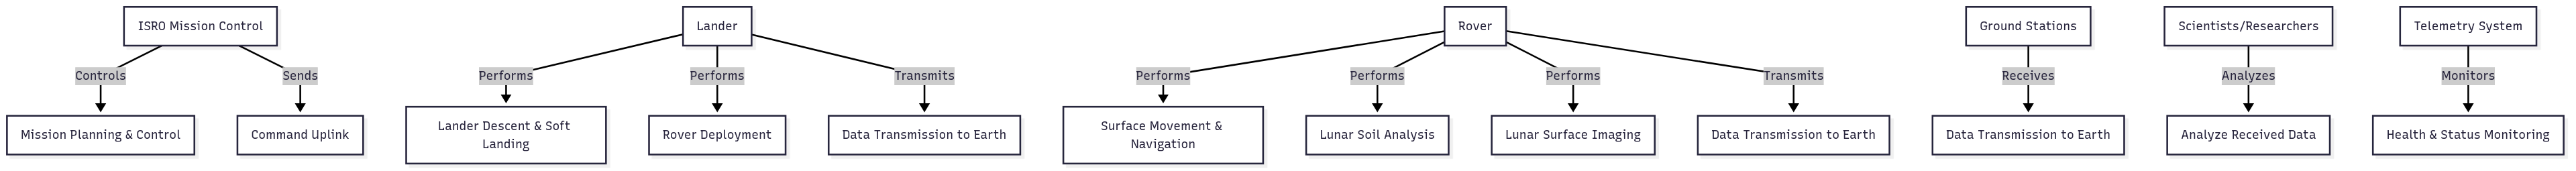 ISRO Mission Control
Lander
Rover
Ground Stations
Scientists/Researchers
Telemetry System
Controls
Sends
Performs
Performs
Transmits
Performs
Performs
Performs
Transmits
Receives
Analyzes
Monitors
Mission Planning & Control
Command Uplink
Lander Descent & Soft
Landing
Rover Deployment
Data Transmission to Earth
Surface Movement &
Navigation
Lunar Soil Analysis
Lunar Surface Imaging
Data Transmission to Earth
Data Transmission to Earth
Analyze Received Data
Health & Status Monitoring